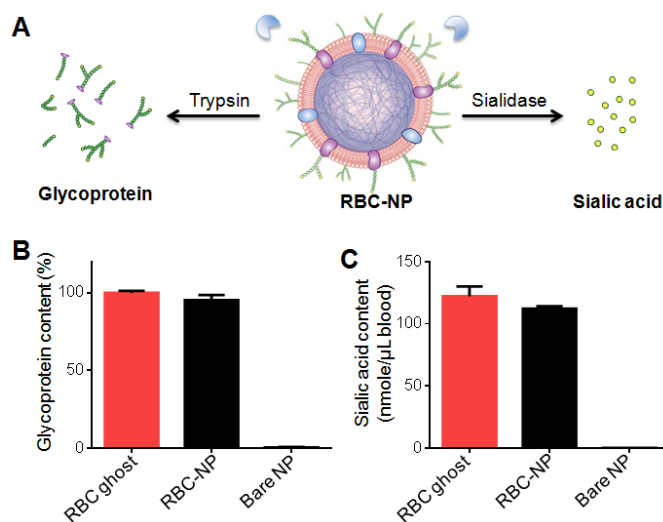 A
Trypsin
Sialidase
Glycoprotein
RBC-NP
Sialic acid
B
Glycoprotein content (%)
100
50
0
RBC ghost
RBC-NP
Bare NP
C
Sialic acid content
(nmole/µL blood)
150
100
50
0
RBC ghost
RBC-NP
Bare NP